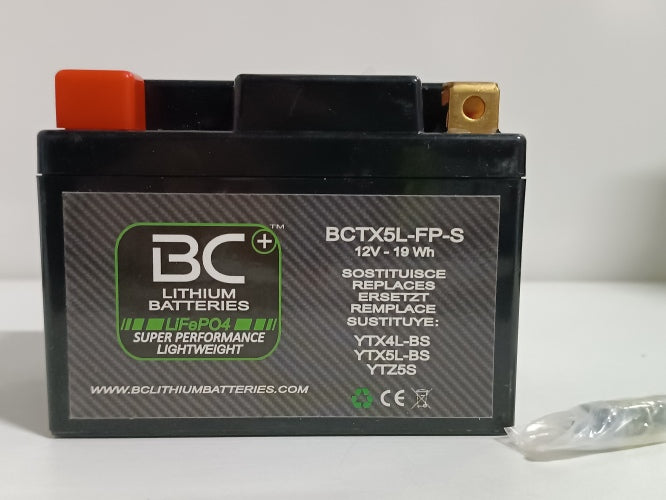 BC+™
LITHIUM
BATTERIES
LiFePO4
SUPER PERFORMANCE
LIGHTWEIGHT
WWW.BCLITHIUMBATTERIES.COM
BCTX5L-FP-S
12V - 19 Wh
SOSTITUISCE
REPLACES
ERSETZT
REMPLACE
SUSTITUYE:
YTX4L-BS
YTX5L-BS
YTZ5S
CE